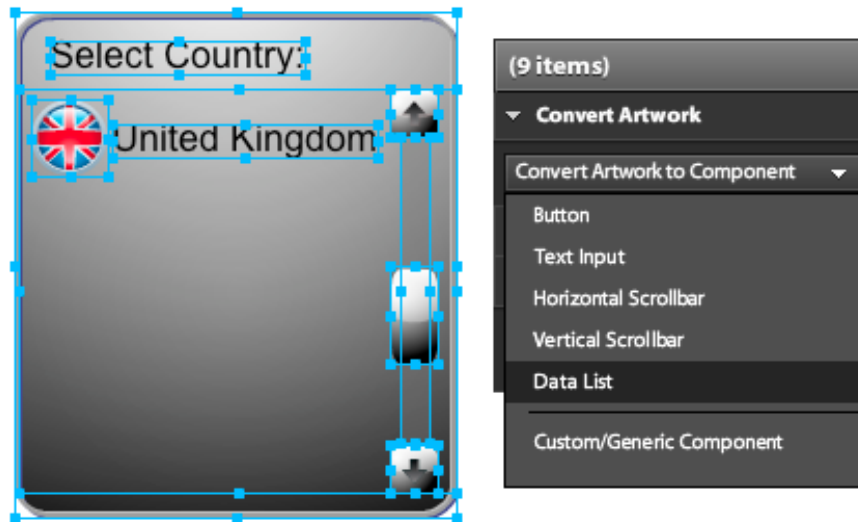 Select Country:
United Kingdom
(9 items)
Convert Artwork
Convert Artwork to Component
Button
Text Input
Horizontal Scrollbar
Vertical Scrollbar
Data List
Custom/Generic Component